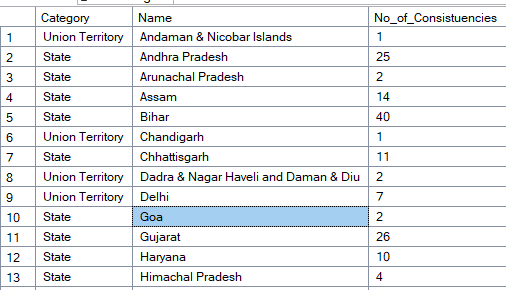 Category Name No_of_Consistuencies
1 Union Territory Andaman & Nicobar Islands 1
2 State Andhra Pradesh 25
3 State Arunachal Pradesh 2
4 State Assam 14
5 State Bihar 40
6 Union Territory Chandigarh 1
7 State Chhattisgarh 11
8 Union Territory Dadra & Nagar Haveli and Daman & Diu 2
9 Union Territory Delhi 7
10 State Goa 2
11 State Gujarat 26
12 State Haryana 10
13 State Himachal Pradesh 4